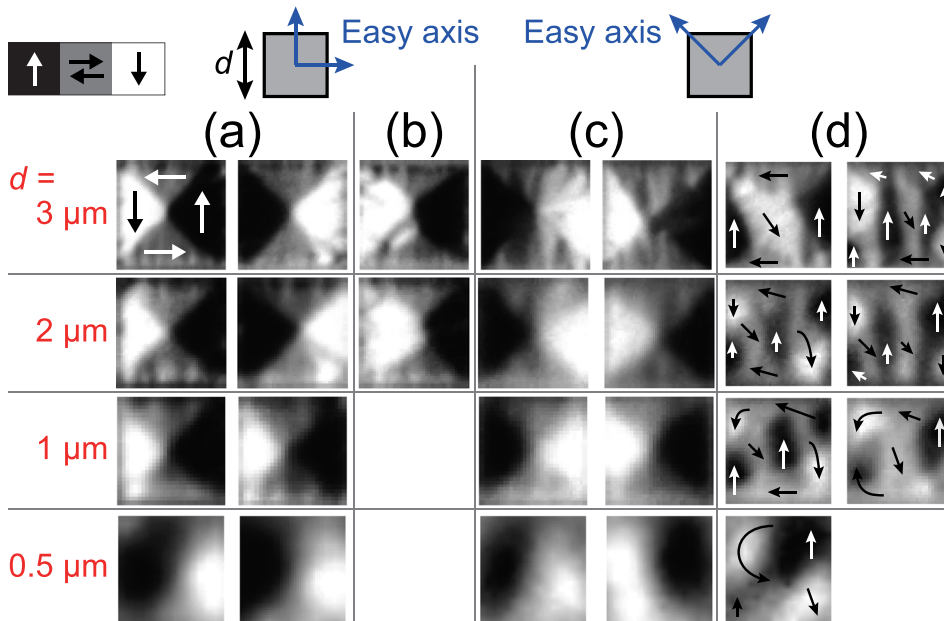 Easy axis
Easy axis
d
(a)
(b)
(c)
(d)
d =
3 µm
2 µm
1 µm
0.5 µm